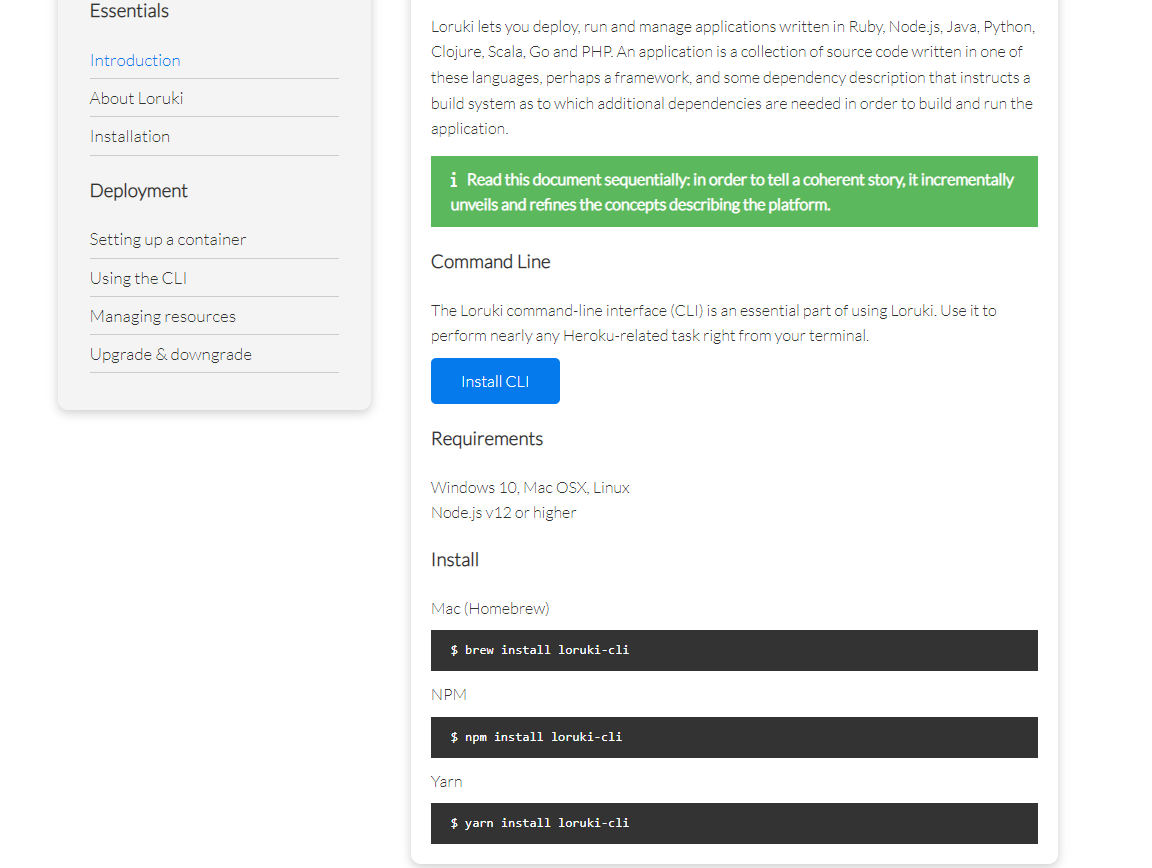 Essentials
Introduction
About Loruki
Installation
Deployment
Setting up a container
Using the CLI
Managing resources
Upgrade & downgrade
Loruki lets you deploy, run and manage applications written in Ruby, Node.js, Java, Python,
Clojure, Scala, Go and PHP. An application is a collection of source code written in one of
these languages, perhaps a framework, and some dependency description that instructs a
build system as to which additional dependencies are needed in order to build and run the
application.
Read this document sequentially: in order to tell a coherent story, it incrementally
unveils and refines the concepts describing the platform.
Command Line
The Loruki command-line interface (CLI) is an essential part of using Loruki. Use it to
perform nearly any Heroku-related task right from your terminal.
Install CLI
Requirements
Windows 10, Mac OSX, Linux
Node.js v12 or higher
Install
Mac (Homebrew)
$ brew install loruki-cli
NPM
$ npm install loruki-cli
Yarn
$ yarn install loruki-cli